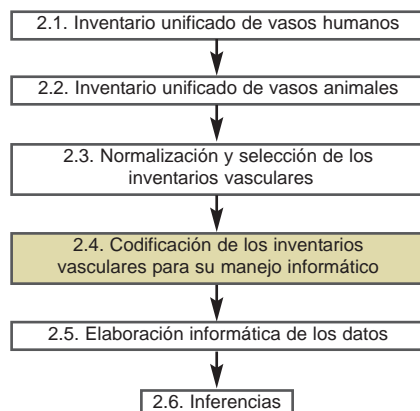 2.1. Inventario unificado de vasos humanos
2.2. Inventario unificado de vasos animales
2.3. Normalización y selección de los
inventarios vasculares
2.4. Codificación de los inventarios
vasculares para su manejo informático
2.5. Elaboración informática de los datos
2.6. Inferencias